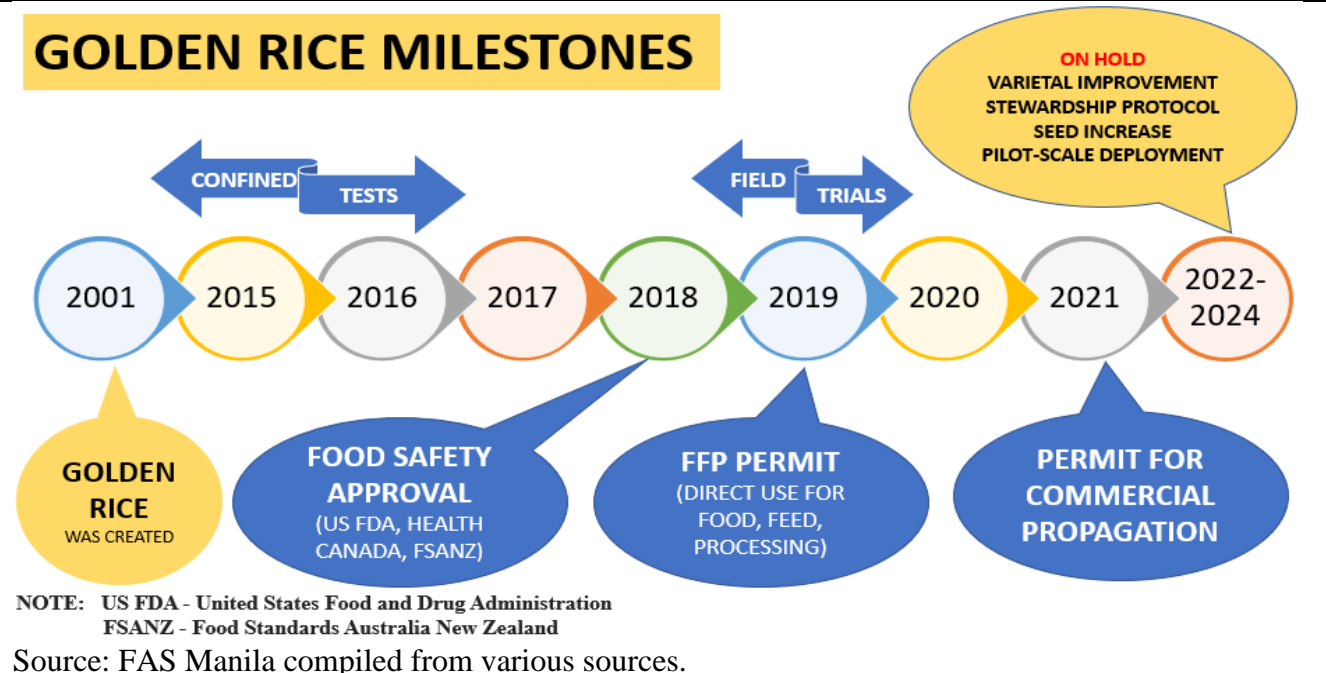 GOLDEN RICE MILESTONES
ON HOLD
VARIETAL IMPROVEMENT
STEWARDSHIP PROTOCOL
SEED INCREASE
PILOT-SCALE DEPLOYMENT
CONFINED
TESTS
FIELD
TRIALS
2001
2015
2016
2017
2018
2019
2020
2021
2022-
2024
GOLDEN
RICE
WAS CREATED
FOOD SAFETY
APPROVAL
(US FDA, HEALTH
CANADA, FSANZ)
FFP PERMIT
(DIRECT USE FOR
FOOD, FEED,
PROCESSING)
PERMIT FOR
COMMERCIAL
PROPAGATION
NOTE: US FDA - United States Food and Drug Administration
FSANZ - Food Standards Australia New Zealand
Source: FAS Manila compiled from various sources.